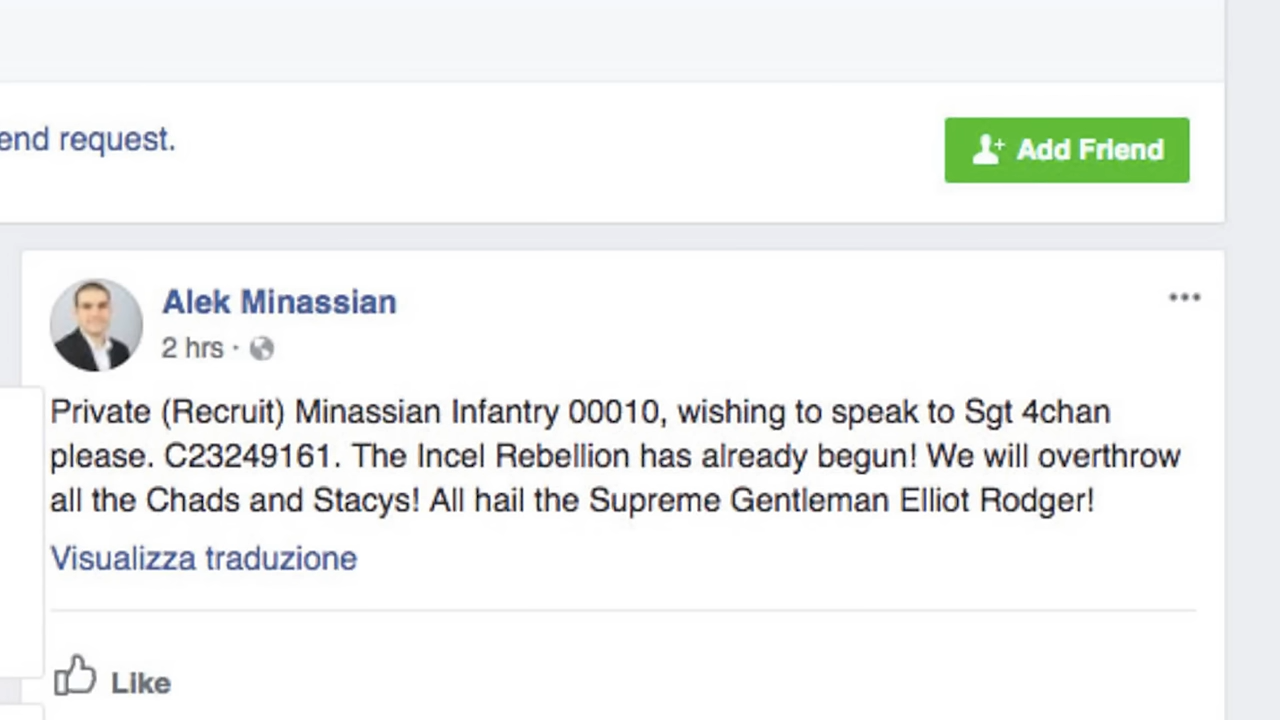 end request.
Add Friend
Alek Minassian
2 hrs ·
Private (Recruit) Minassian Infantry 00010, wishing to speak to Sgt 4chan
please. C23249161. The Incel Rebellion has already begun! We will overthrow
all the Chads and Stacys! All hail the Supreme Gentleman Elliot Rodger!
Visualizza traduzione
Like